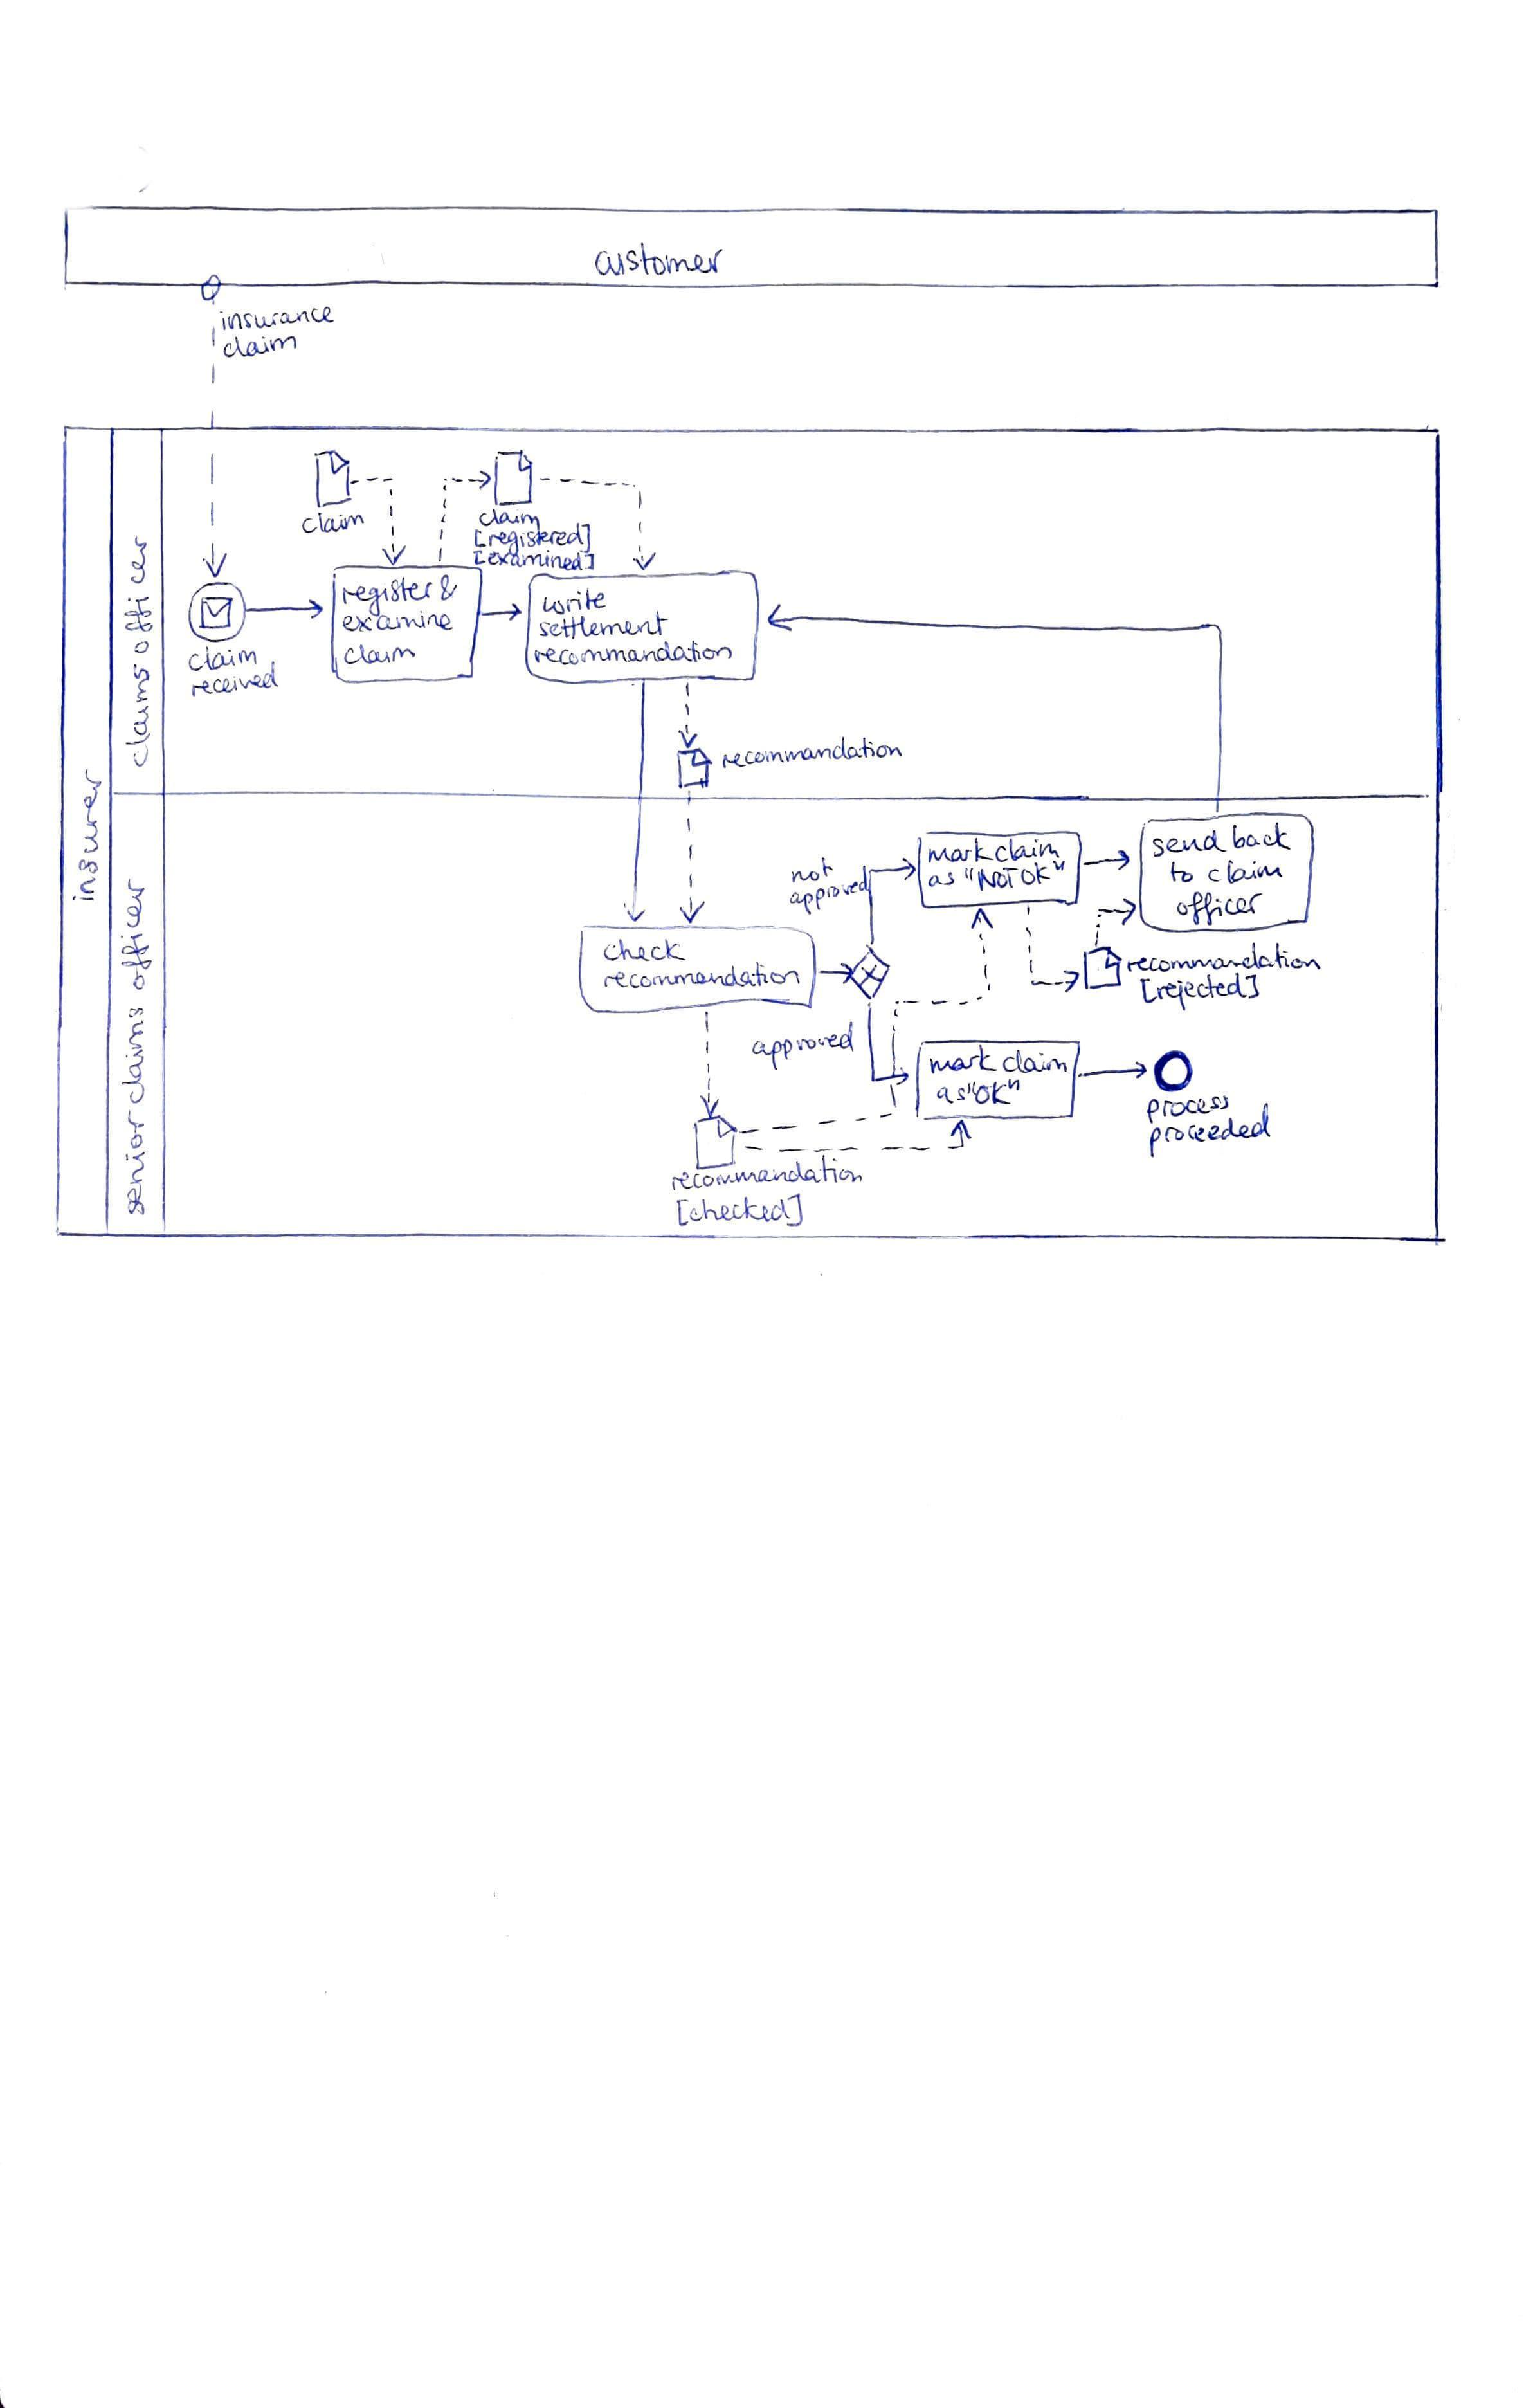 customer
insurance
claim
insurer
claims officer
senior claims officer
claim
claim
[registered]
[examined]
claim
received
register &
examine
claim
write
settlement
recommandation
recommandation
not
approved
mark claim
as "NOT OK"
send back
to claim
officer
check
recommendation
recommandation
[rejected]
approved
mark claim
as "OK"
process
proceeded
recommandation
[checked]